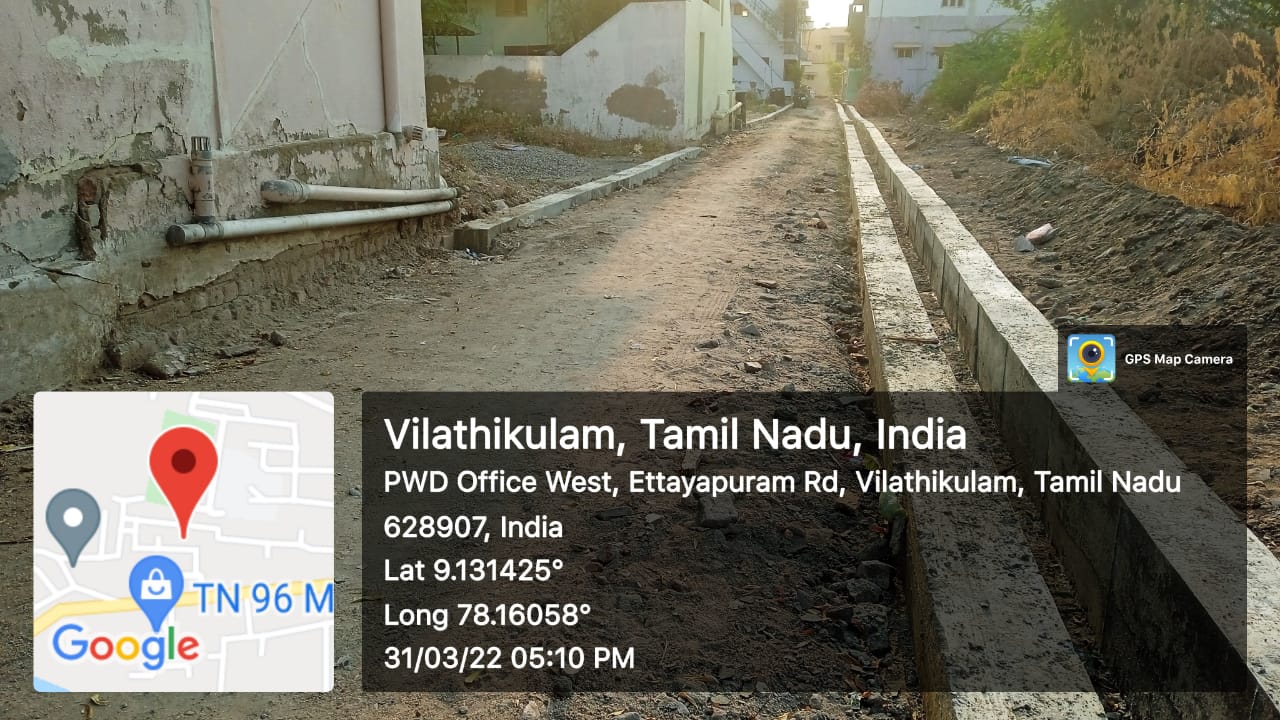 GPS Map Camera
Vilathikulam, Tamil Nadu, India
PWD Office West, Ettayapuram Rd, Vilathikulam, Tamil Nadu
628907, India
Lat 9.131425°
Long 78.16058°
31/03/22 05:10 PM
TN 96 M
Google